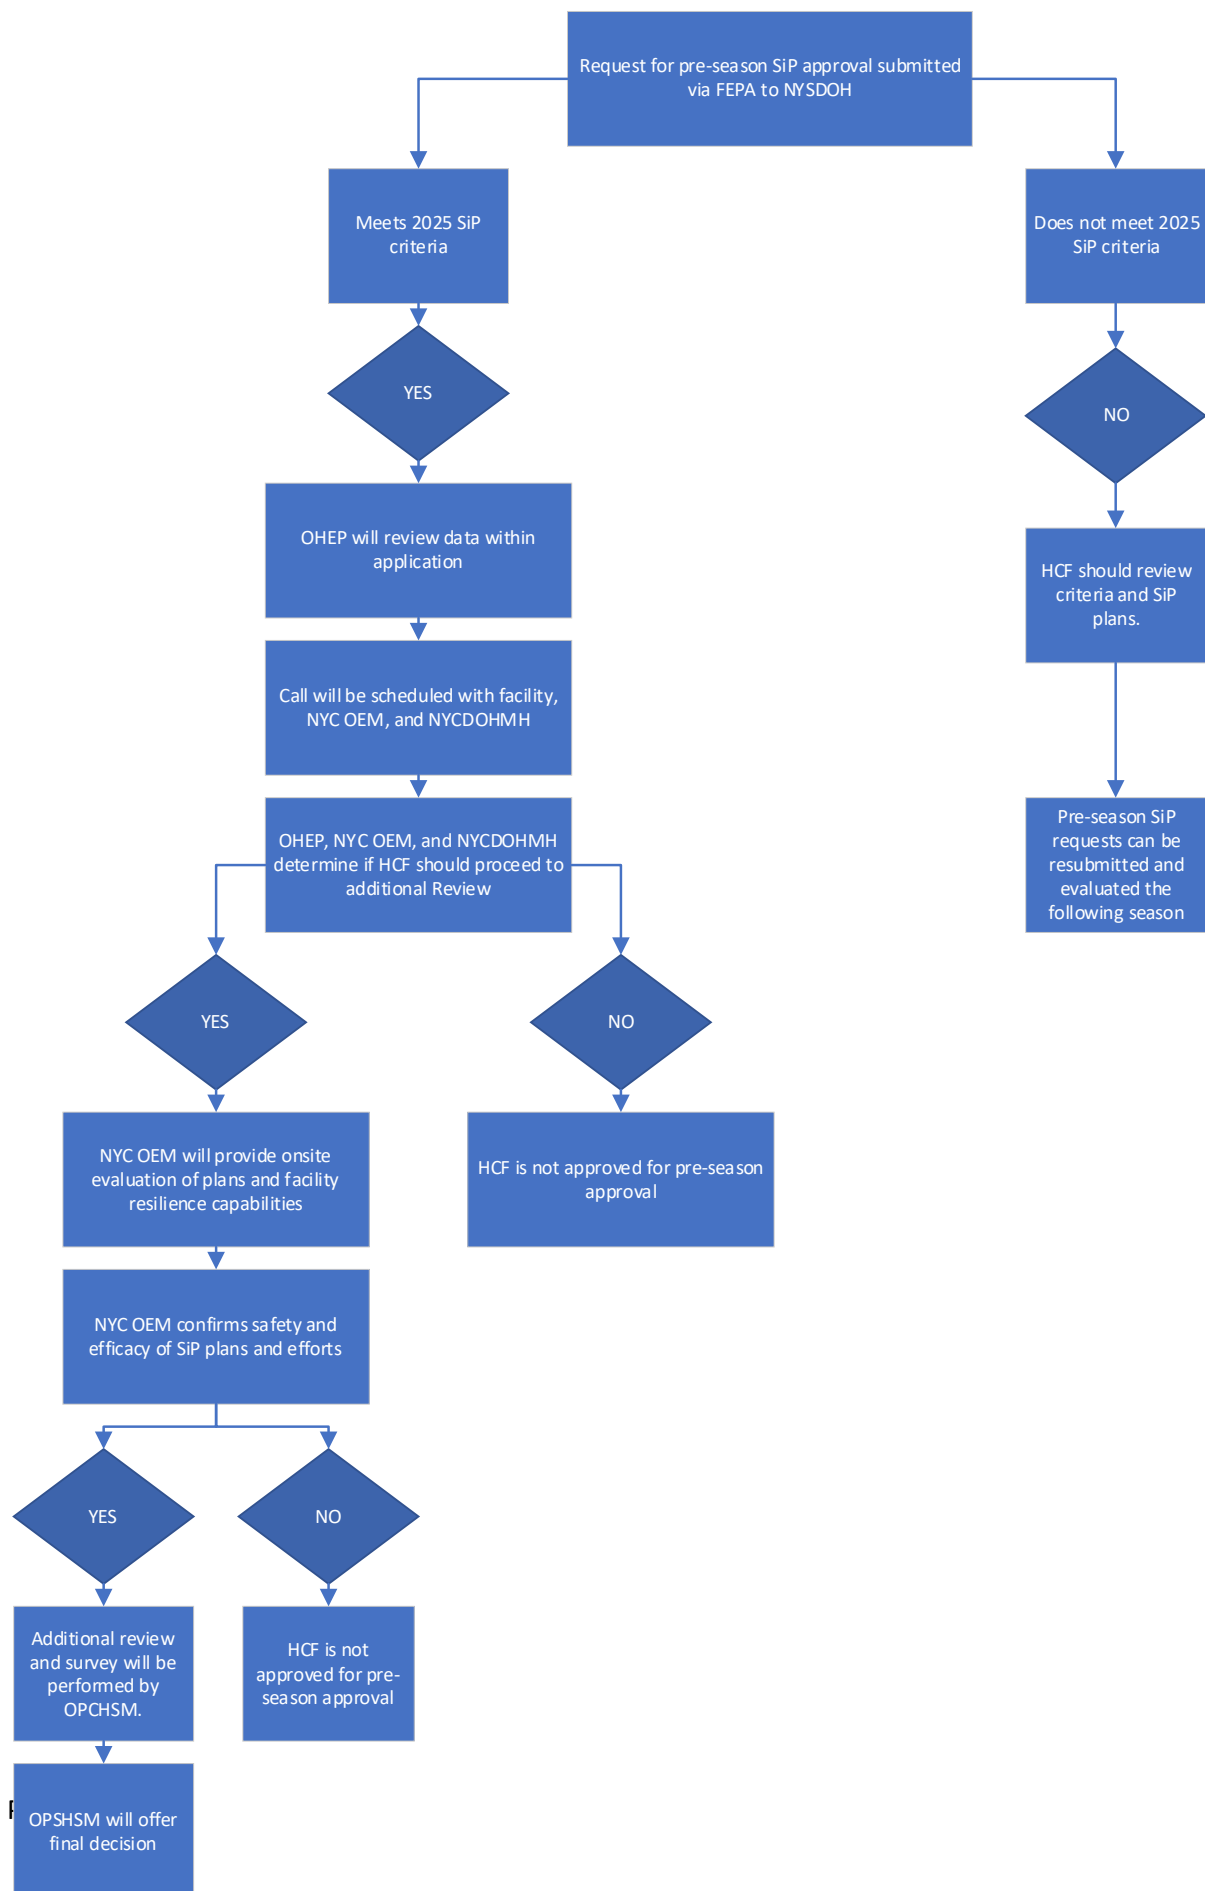 Request for pre-season SiP approval submitted
via FEPA to NYSDOH
Meets 2025 SiP
criteria
Does not meet 2025
SiP criteria
YES
NO
OHEP will review data within
application
HCF should review
criteria and SiP
plans.
Call will be scheduled with facility,
NYC OEM, and NYCDOHMH
OHEP, NYC OEM, and NYCDOHMH
determine if HCF should proceed to
additional Review
Pre-season SiP
requests can be
resubmitted and
evaluated the
following season
YES
NO
NYC OEM will provide onsite
evaluation of plans and facility
resilience capabilities
HCF is not approved for pre-season
approval
NYC OEM confirms safety and
efficacy of SiP plans and efforts
YES
NO
Additional review
and survey will be
performed by
OPCHSM.
HCF is not
approved for pre-
season approval
OPSHSM will offer
final decision